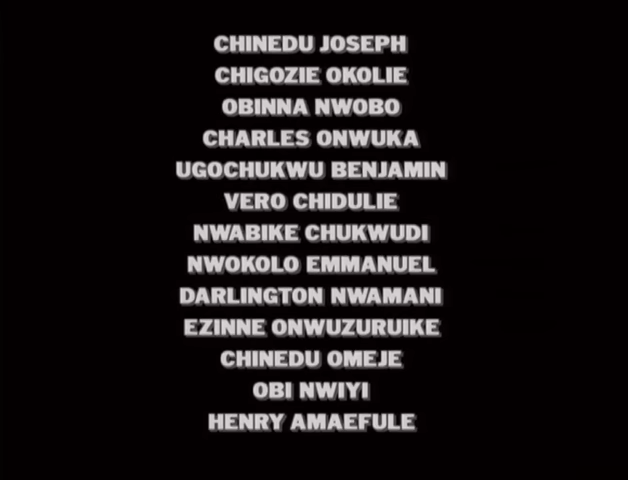 CHINEDU JOSEPH
CHIGOZIE OKOLIE
OBINNA NWOBO
CHARLES ONWUKA
UGOCHUKWU BENJAMIN
VERO CHIDULIE
NWABIKE CHUKWUDI
NWOKOLO EMMANUEL
DARLINGTON NWAMANI
EZINNE ONWUZURUIKE
CHINEDU OMEJE
OBI NWIYI
HENRY AMAEFULE